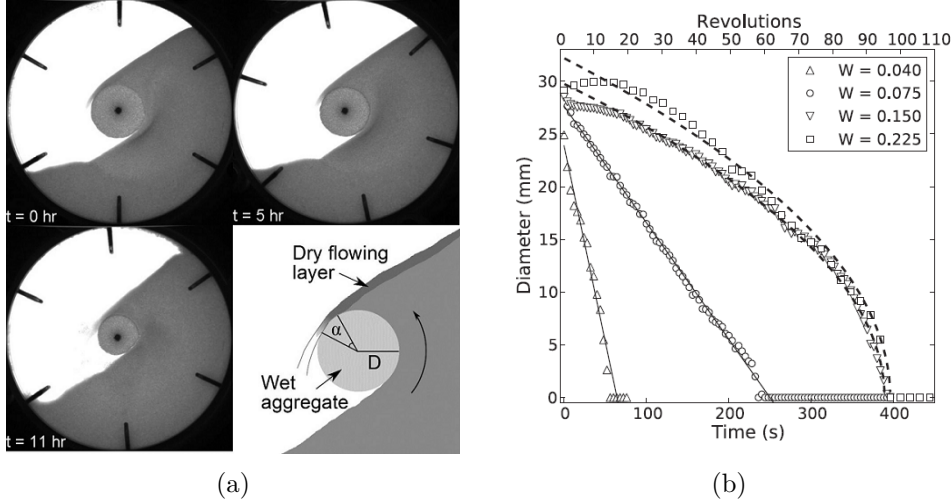 t = 0 hr
t = 5 hr
t = 11 hr
Dry flowing
layer
α
D
Wet
aggregate
(a)
Revolutions
0 10 20 30 40 50 60 70 80 90 100 110
W = 0.040
W = 0.075
W = 0.150
W = 0.225
Diameter (mm)
30
25
20
15
10
5
0
0 100 200 300 400
Time (s)
(b)